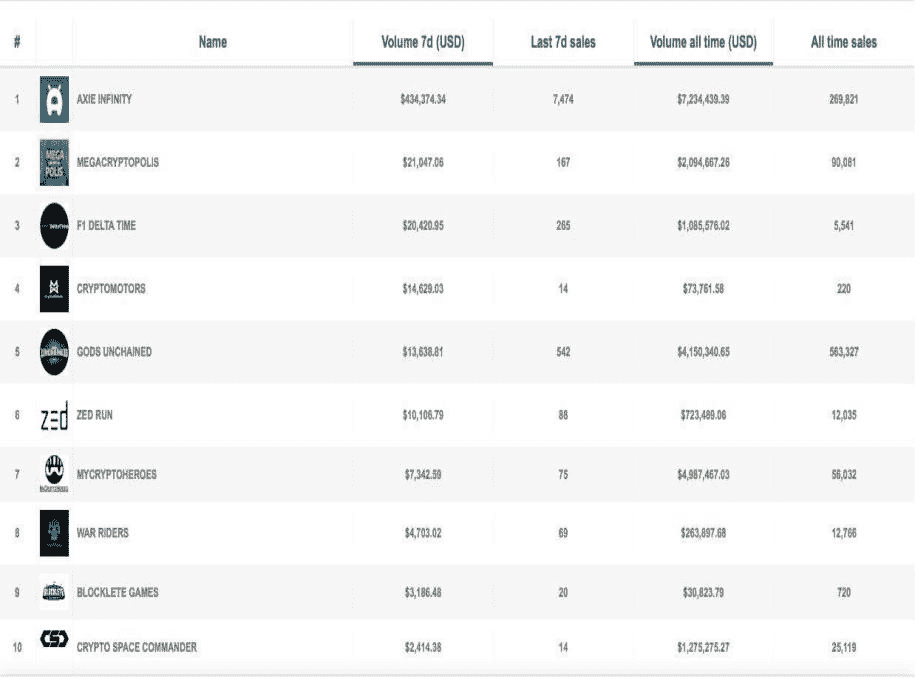 # Name Volume 7d (USD) Last 7d sales Volume all time (USD) All time sales
1 AXIE INFINITY $434,374.34 7,474 $7,234,439.39 269,821
MEGA
POLIS
2 MEGACRYPTOPOLIS $21,047.06 167 $2,094,667.26 90,081
3 F1 DELTA TIME $20,420.95 265 $1,085,576.02 5,541
4 CRYPTOMOTORS $14,629.03 14 $73,761.58 220
5 GODS UNCHAINED $13,638.81 542 $4,150,340.65 563,327
6 zed ZED RUN $10,106.79 88 $723,489.06 12,035
7 MYCRYPTOHEROES $7,342.59 75 $4,987,467.03 56,032
8 WAR RIDERS $4,703.02 69 $263,897.68 12,766
9 BLOCKLETE GAMES $3,186.48 20 $30,823.79 720
CSC
10 CRYPTO SPACE COMMANDER $2,414.38 14 $1,275,275.27 25,119